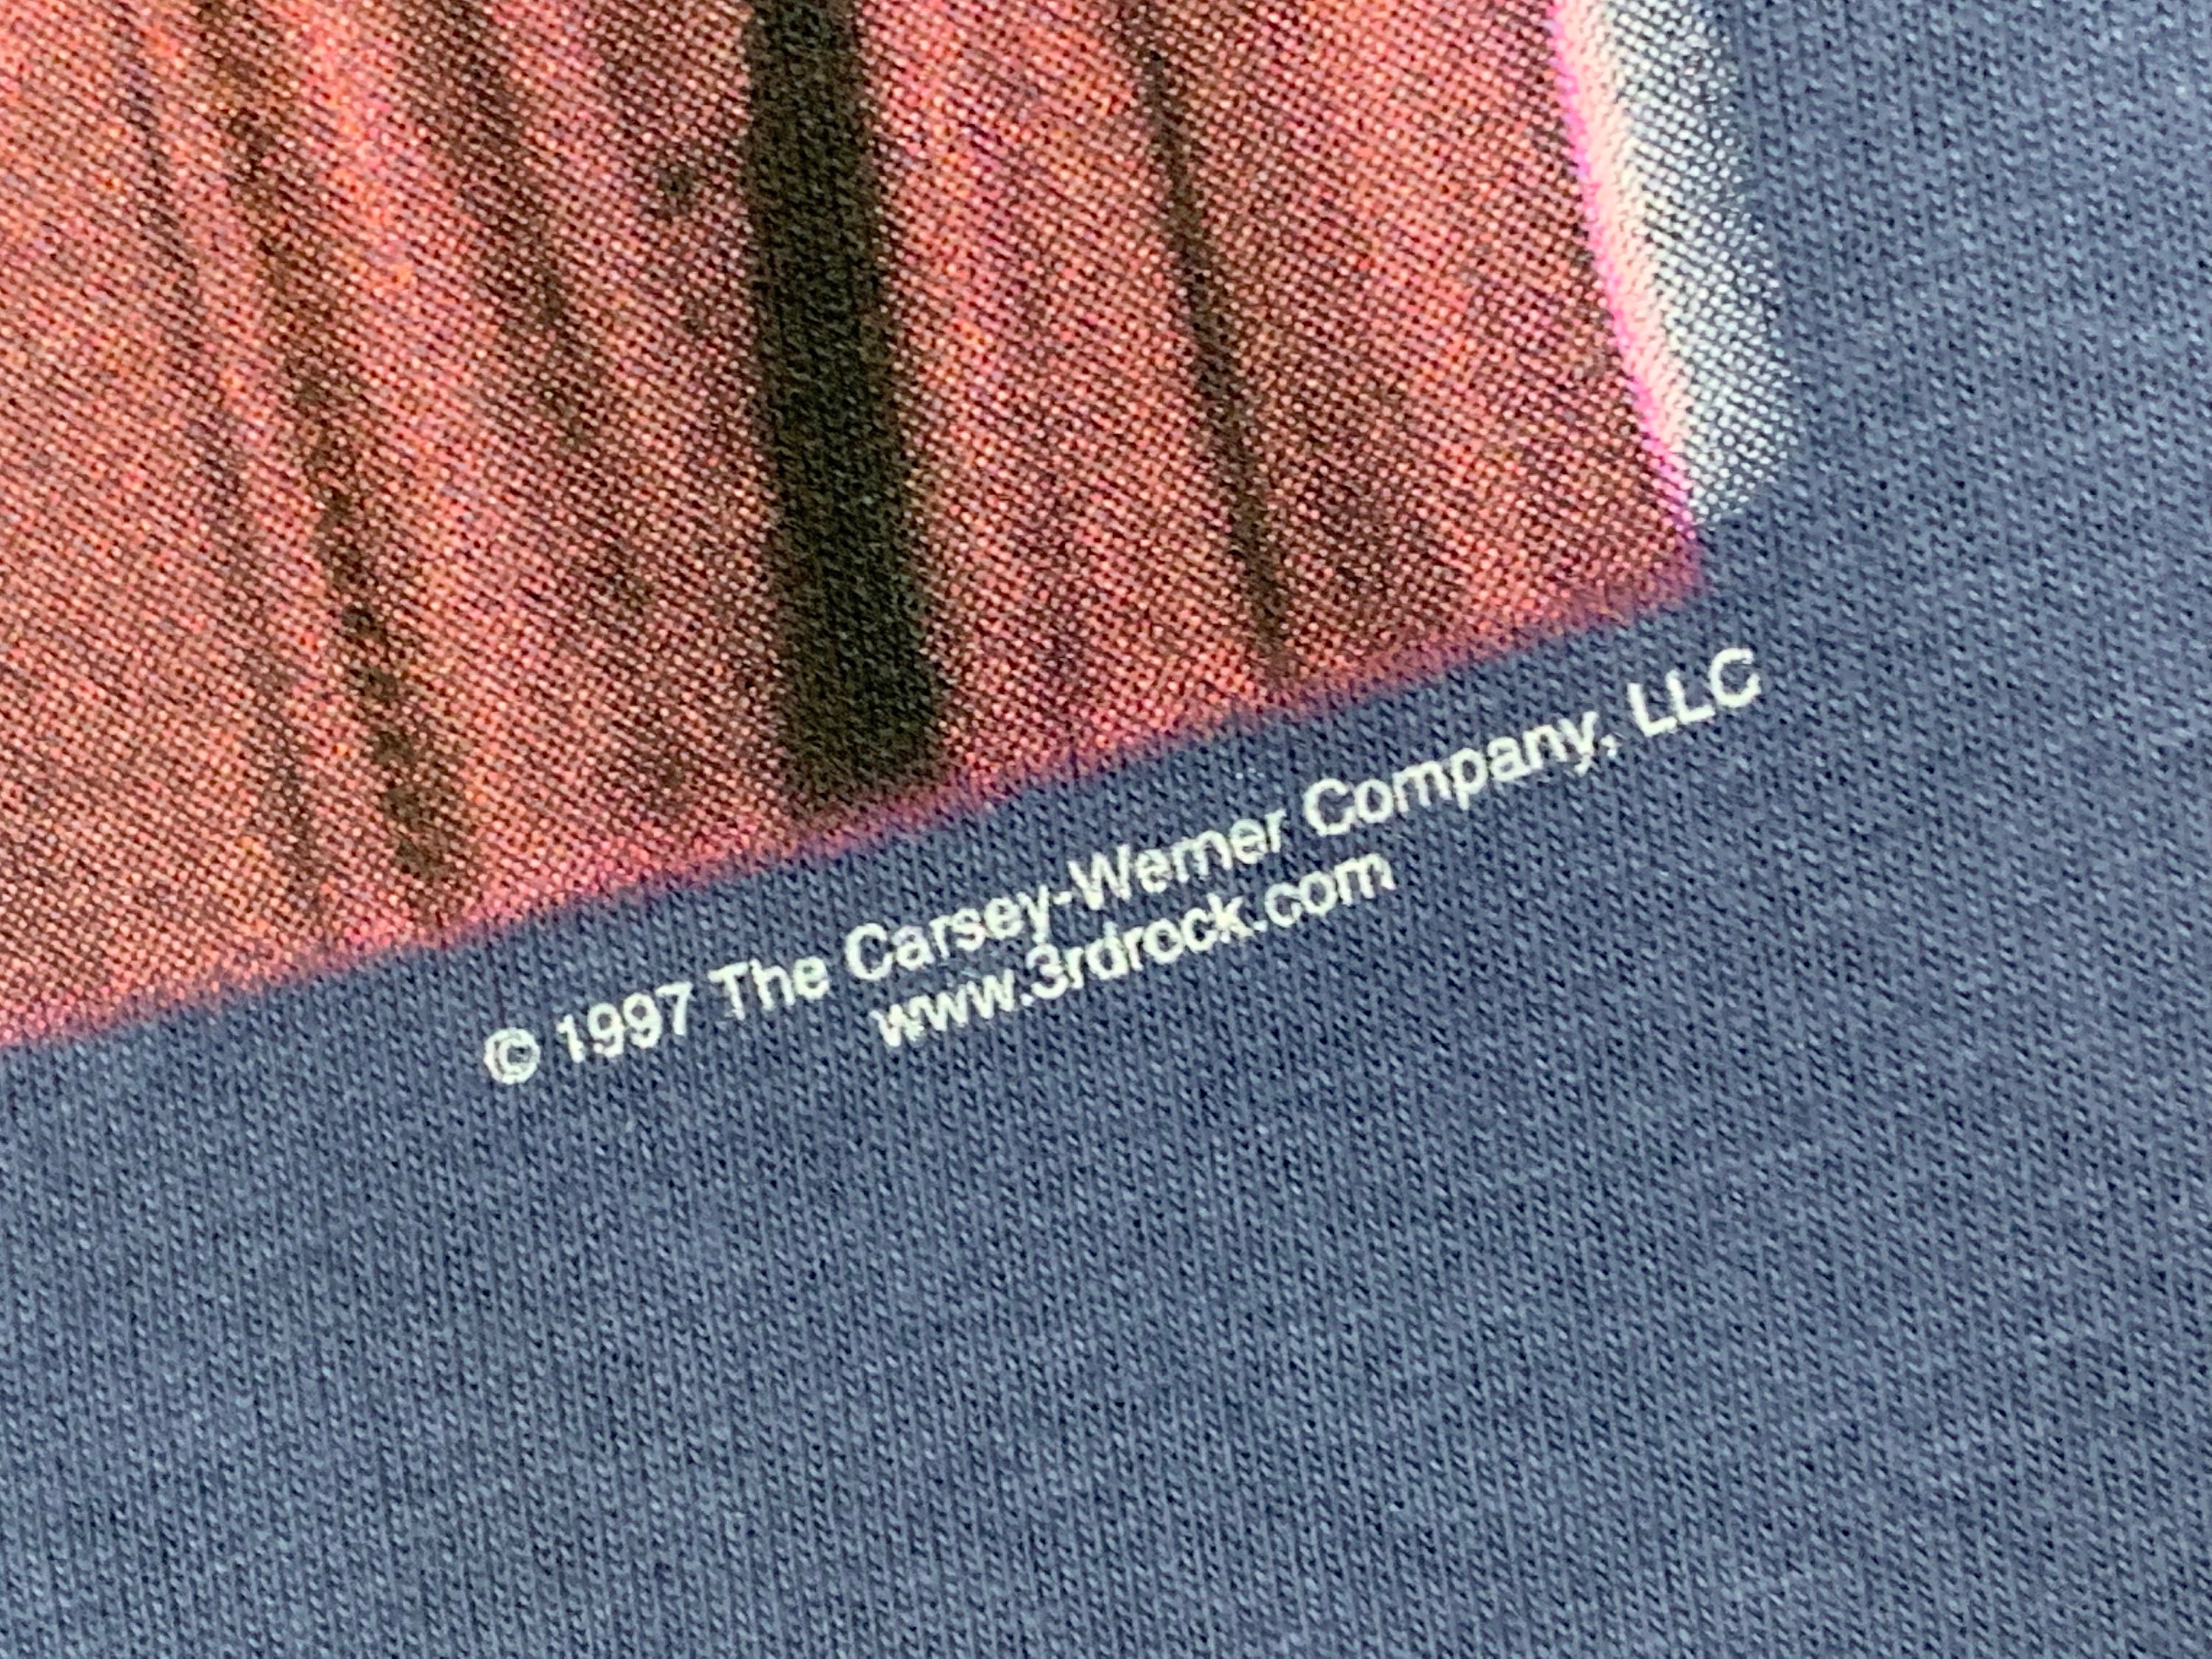 © 1997 The Carsey-Werner Company, LLC
www.3rdrock.com